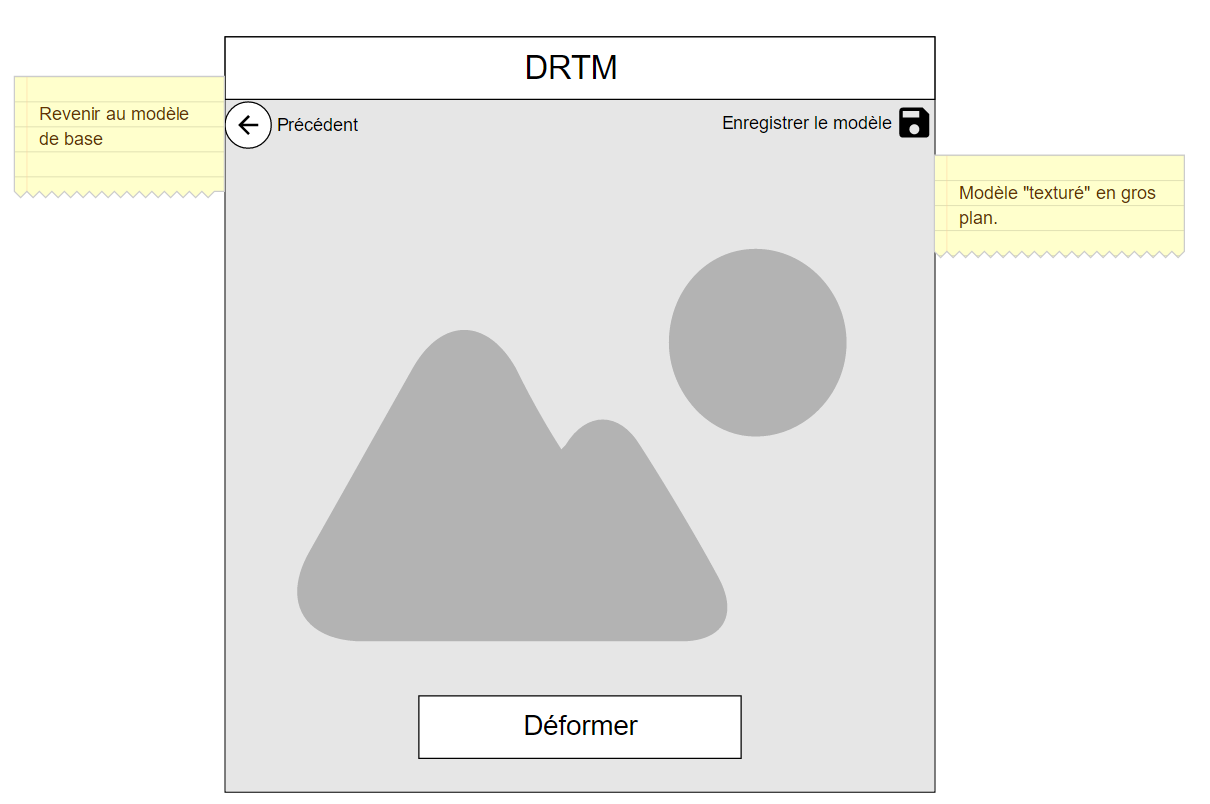 DRTM
Revenir au modèle
de base
Précédent
Enregistrer le modèle
Modèle "texturé" en gros
plan.
Déformer